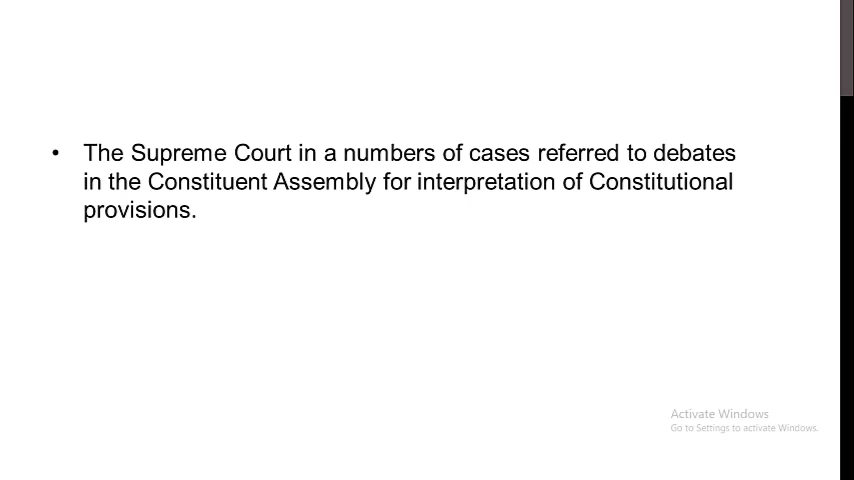 • The Supreme Court in a numbers of cases referred to debates
in the Constituent Assembly for interpretation of Constitutional
provisions.
Activate Windows
Go to Settings to activate Windows.